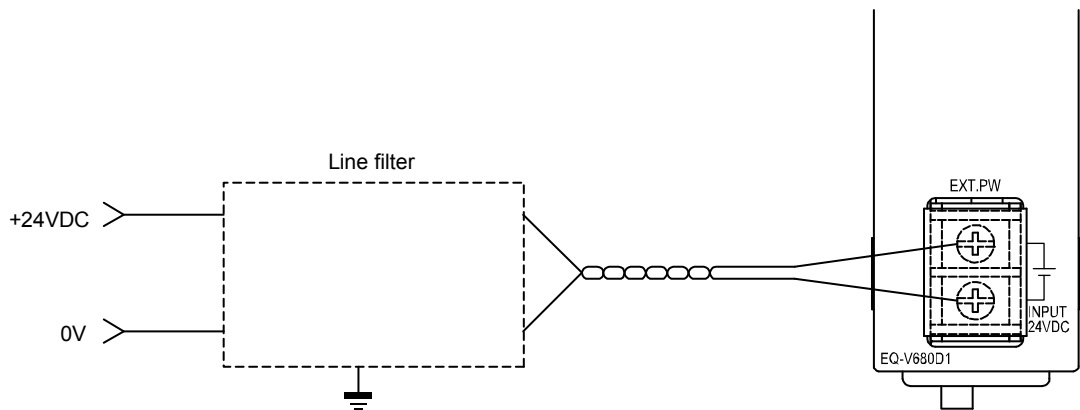 Line filter
+24VDC
0V
EXT.PW
INPUT
24VDC
EQ-V680D1